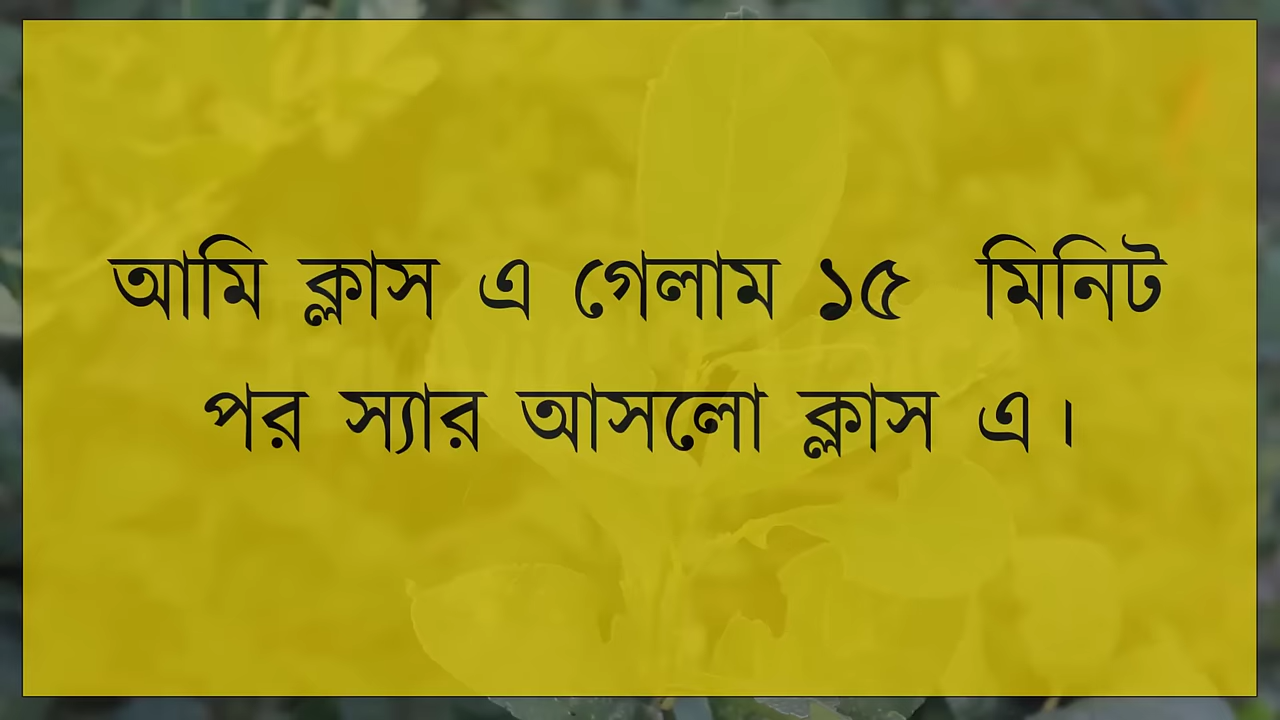 আমি ক্লাস এ গেলাম ১৫ মিনিট
পর স্যার আসলো ক্লাস এ।